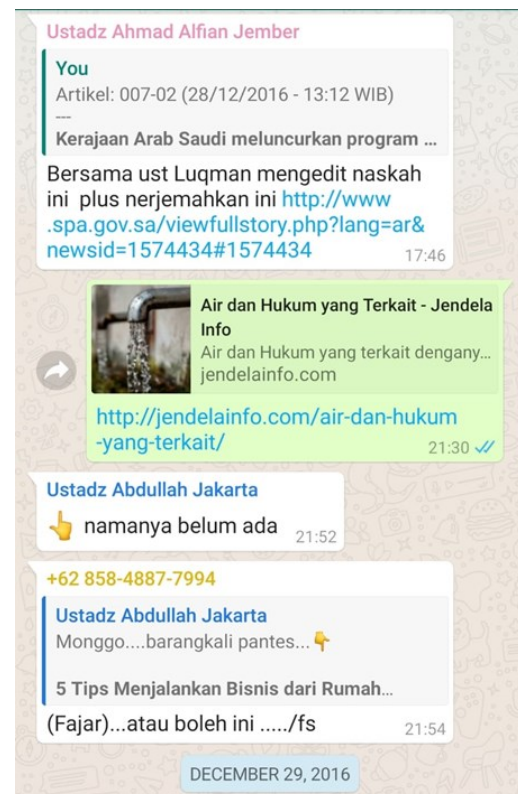 Ustadz Ahmad Alfian Jember
You
Artikel: 007-02 (28/12/2016 - 13:12 WIB)
---
Kerajaan Arab Saudi meluncurkan program ...
Bersama ust Luqman mengedit naskah
ini plus nerjemahkan ini http://www
.spa.gov.sa/viewfullstory.php?lang=ar&
newsid=1574434#1574434
17:46
Air dan Hukum yang Terkait - Jendela
Info
Air dan Hukum yang terkait dengany...
jendelainfo.com
http://jendelainfo.com/air-dan-hukum
-yang-terkait/
21:30
Ustadz Abdullah Jakarta
👆 namanya belum ada
21:52
+62 858-4887-7994
Ustadz Abdullah Jakarta
Monggo....barangkali pantes...👇
5 Tips Menjalankan Bisnis dari Rumah...
(Fajar)...atau boleh ini ...../fs
21:54
DECEMBER 29, 2016